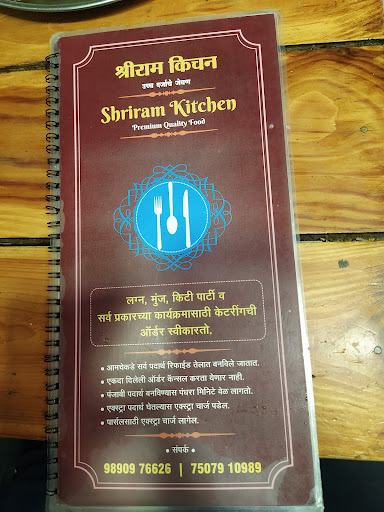 श्रीराम किचन
उच्च दर्जाचे जेवण
Shriram Kitchen
Premium Quality Food
लग्न, मुंज, किटी पार्टी व
सर्व प्रकारच्या कार्यक्रमासाठी केटरींगची
ऑर्डर स्वीकारतो.
• आमचेकडे सर्व पदार्थ रिफाईंड तेलात बनविले जातात.
• एकदा दिलेली ऑर्डर कॅन्सल करता येणार नाही.
• पंजाबी पदार्थ बनविण्यास पंधरा मिनिटे वेळ लागतो.
• एक्स्ट्रा पदार्थ घेतल्यास एक्स्ट्रा चार्ज पडेल.
• पार्सलसाठी एक्स्ट्रा चार्ज लागेल.
• संपर्क •
98909 76626 | 75079 10989